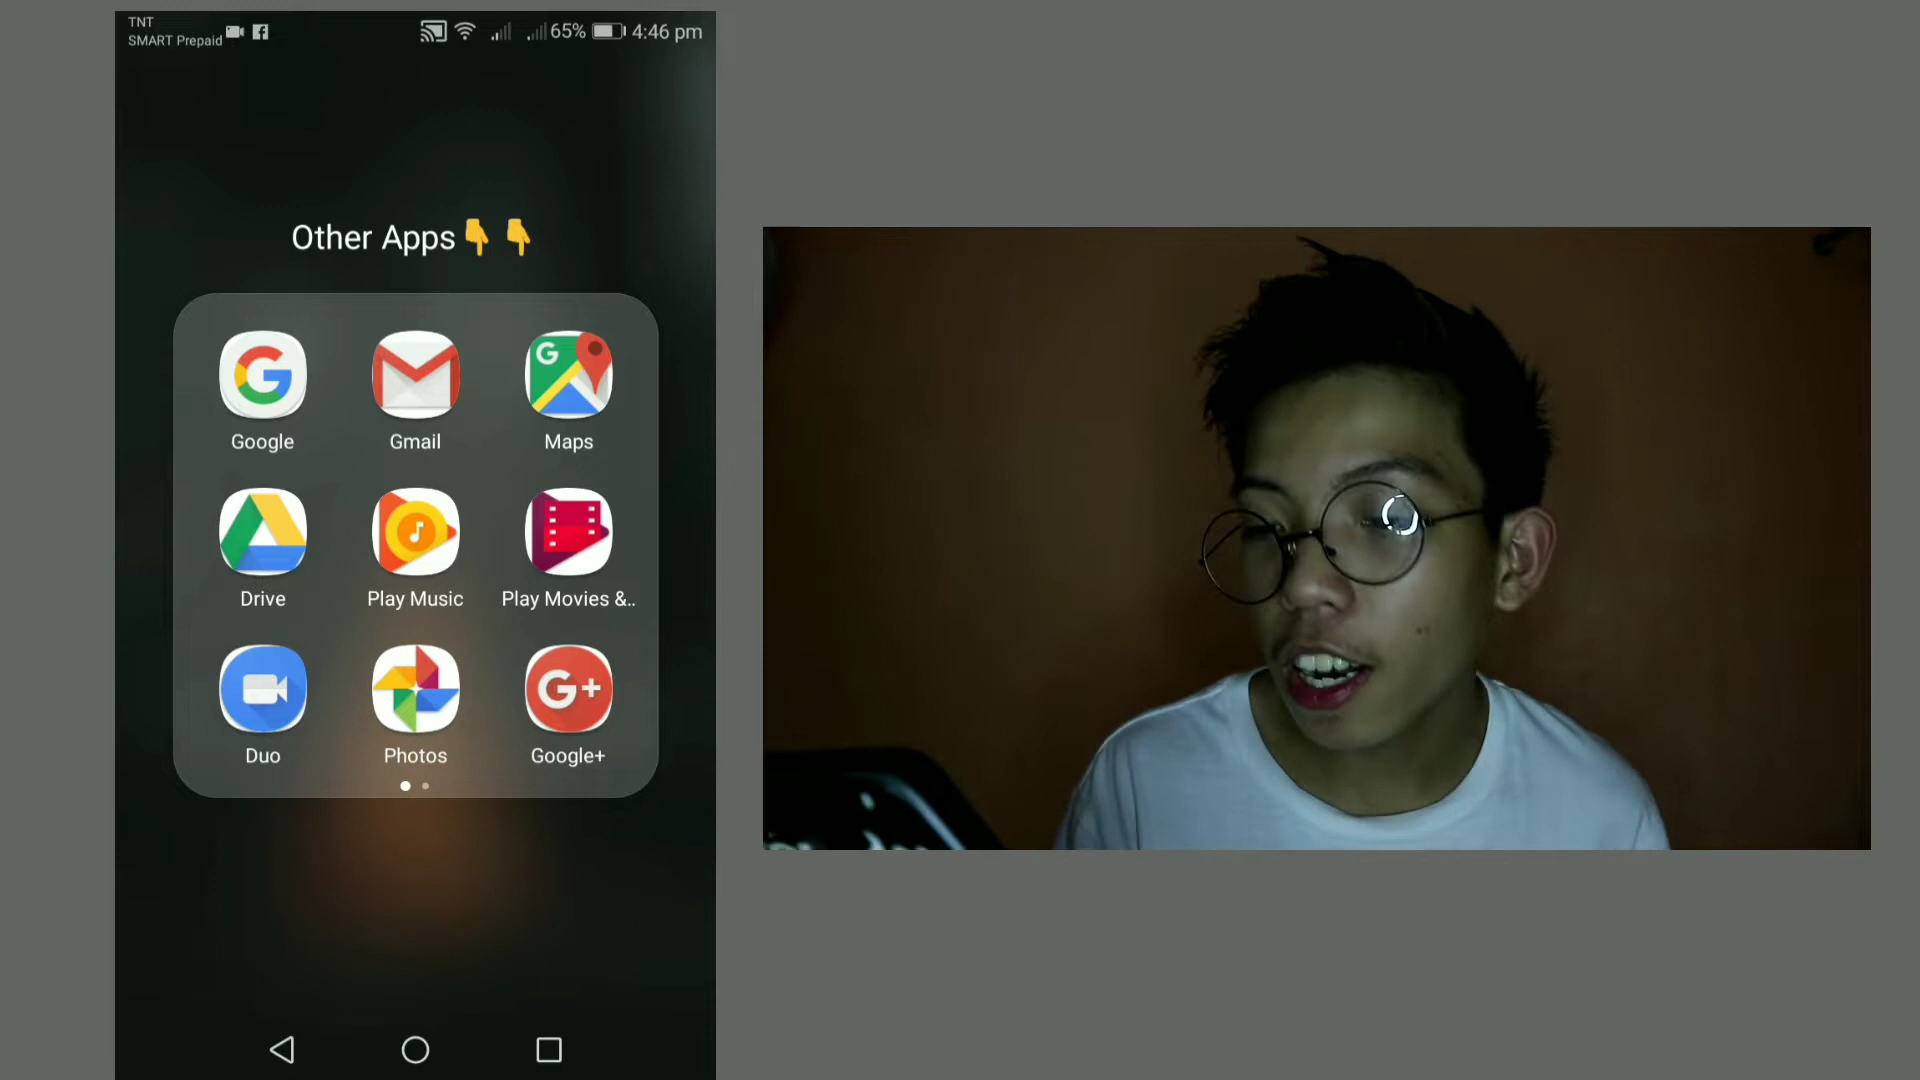 TNT
SMART Prepaid
65%
4:46 pm
Other Apps👇👇
G
Google
Gmail
G
Maps
Drive
Play Music
Play Movies &..
Duo
Photos
G+
Google+